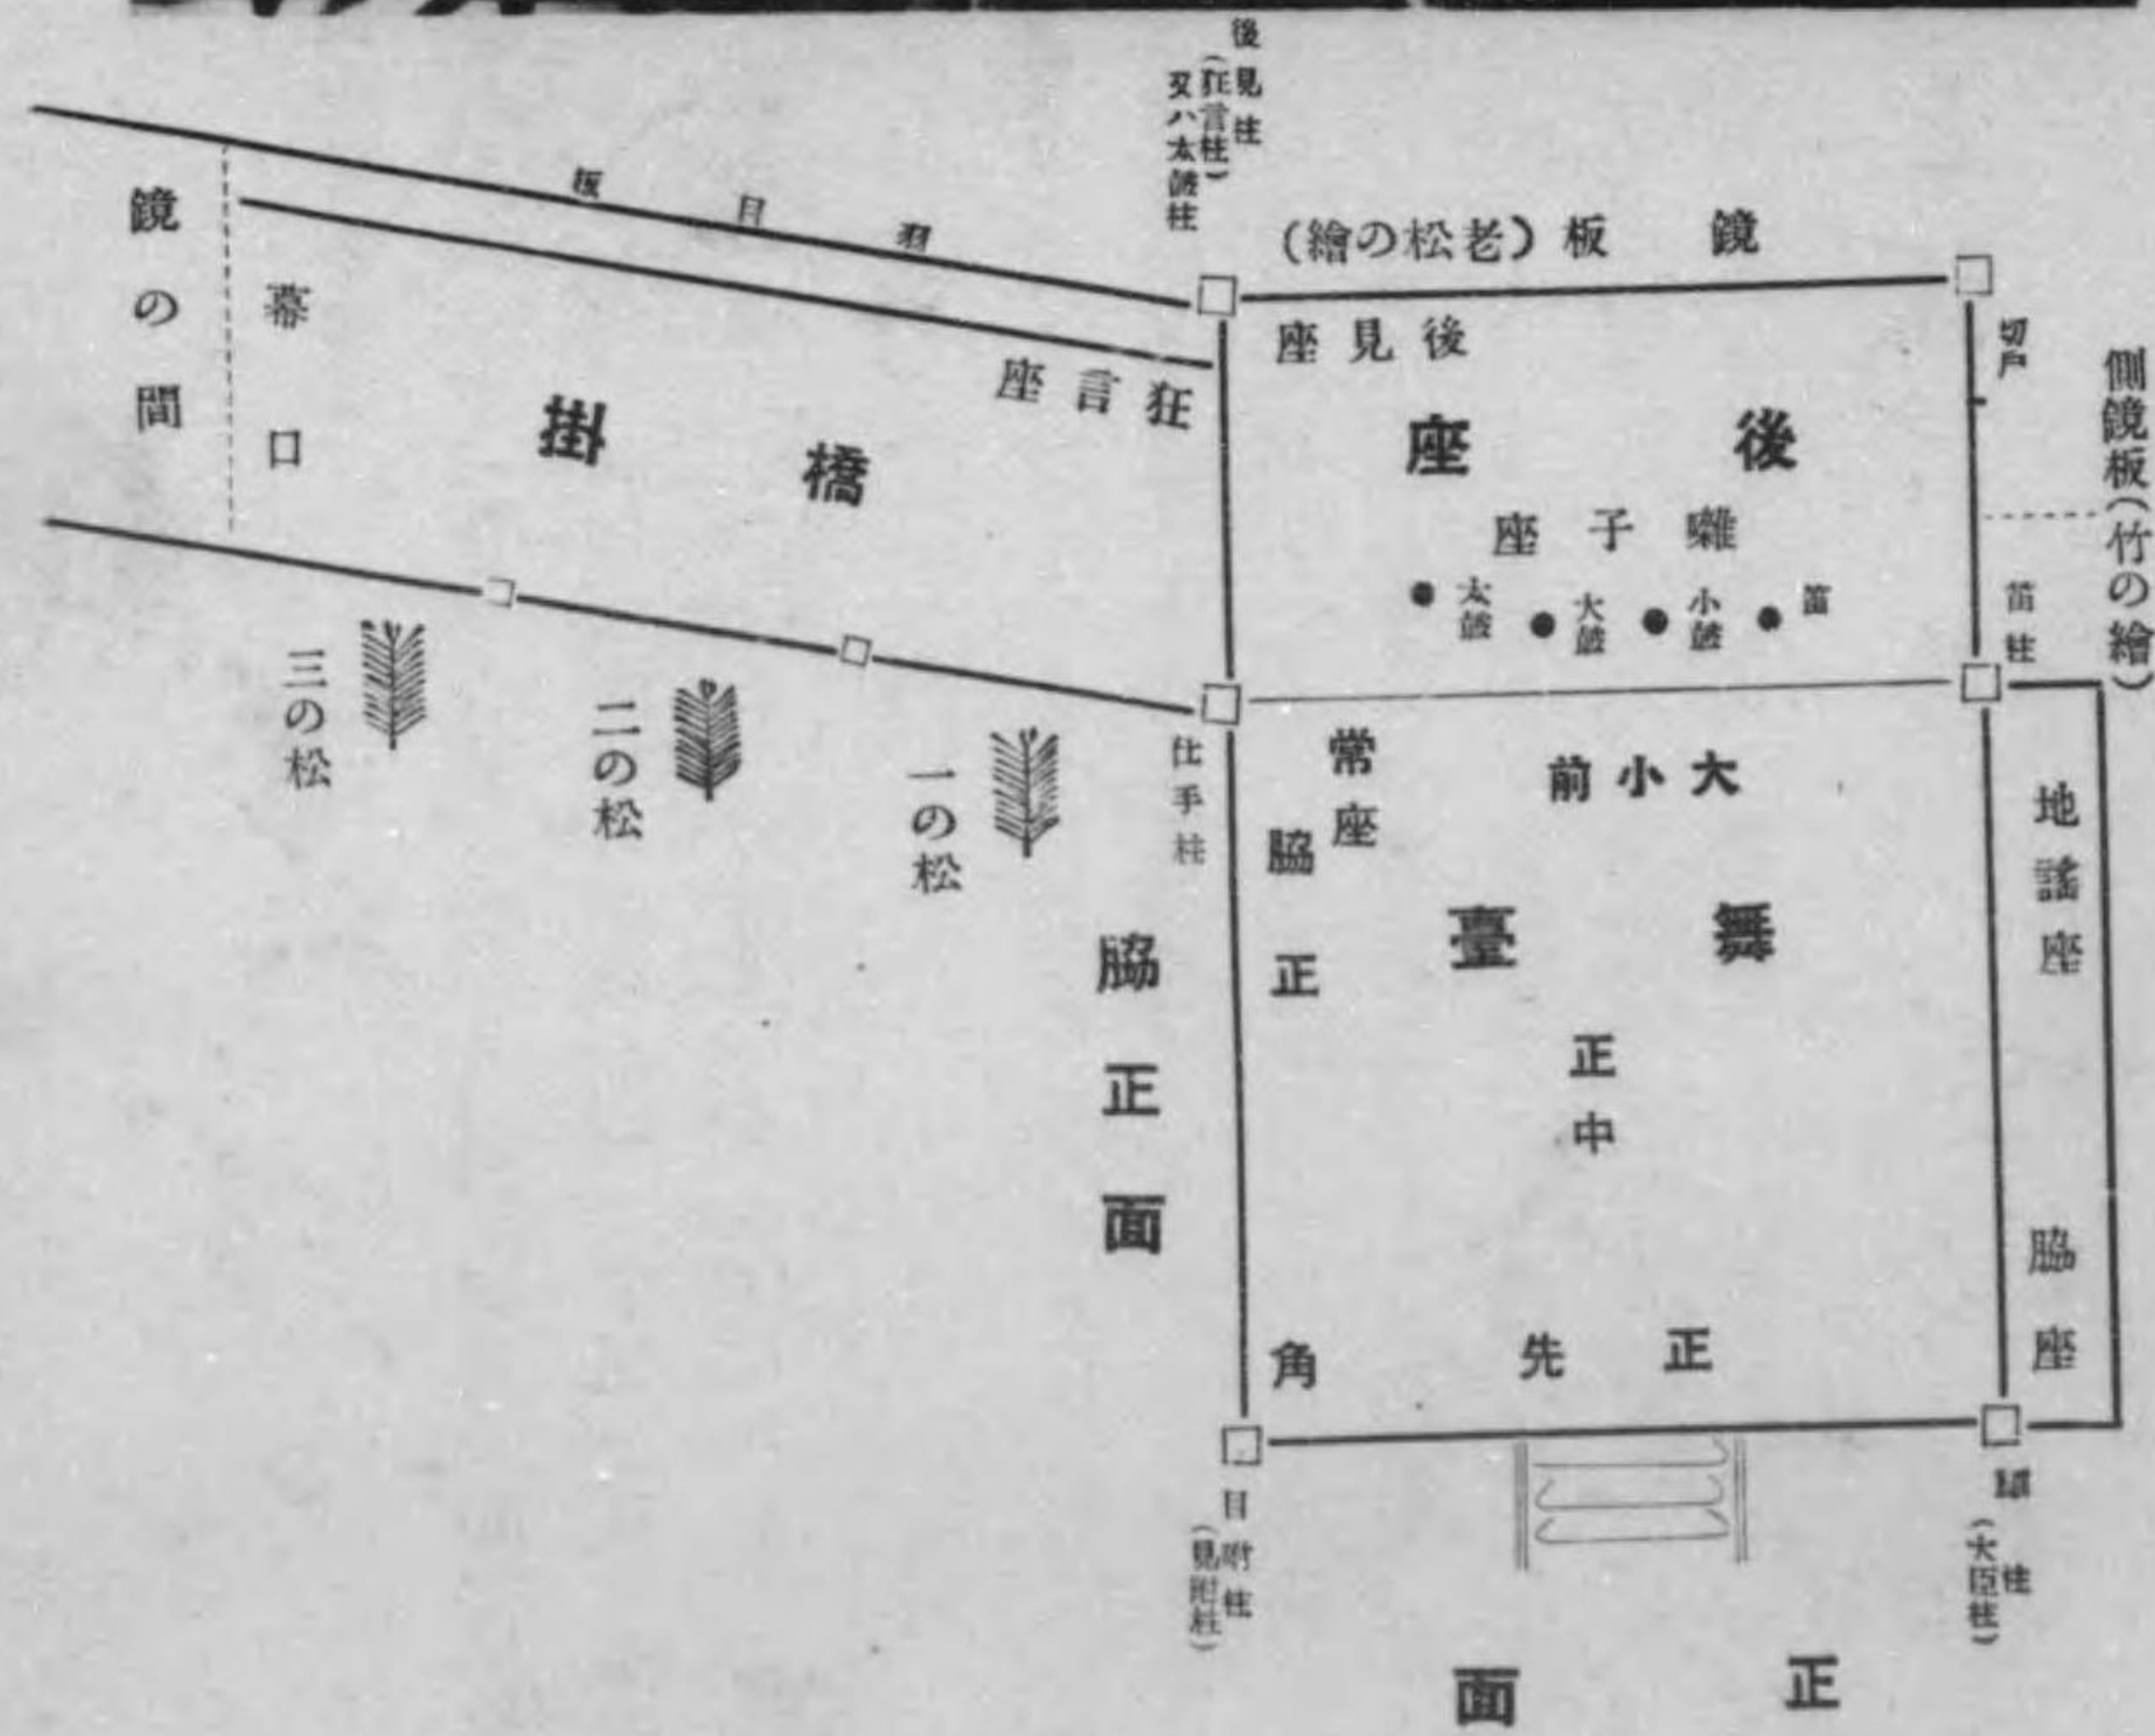 後見柱
(狂言柱)
又ハ太鼓柱
鏡板(老松の繪)
羽目板
鏡の間
幕口
橋掛
狂言座
後見座
後座
切戸
側鏡板(竹の繪)
囃子座
笛
小鼓
大鼓
太鼓
笛柱
一の松
二の松
三の松
仕手柱
常座
大小前
地謡座
脇正
舞臺
脇正面
正中
脇座
角
正先
目附柱
(見附柱)
柱
(大臣柱)
正面